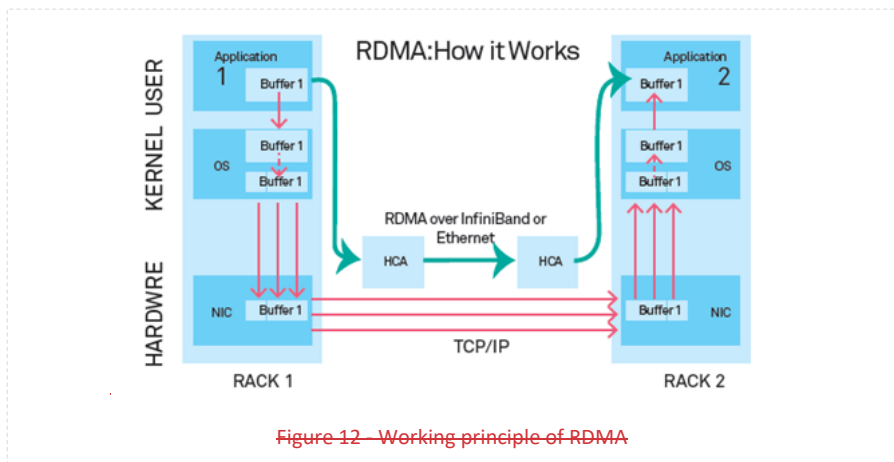 RDMA:How it Works
USER
KERNEL
HARDWRE
Application
1
Buffer 1
OS
Buffer 1
Buffer 1
NIC
Buffer 1
RACK 1
RDMA over InfiniBand or
Ethernet
HCA
HCA
TCP/IP
Application
2
Buffer 1
Buffer 1
OS
Buffer 1
Buffer 1
NIC
RACK 2
Figure 12 - Working principle of RDMA